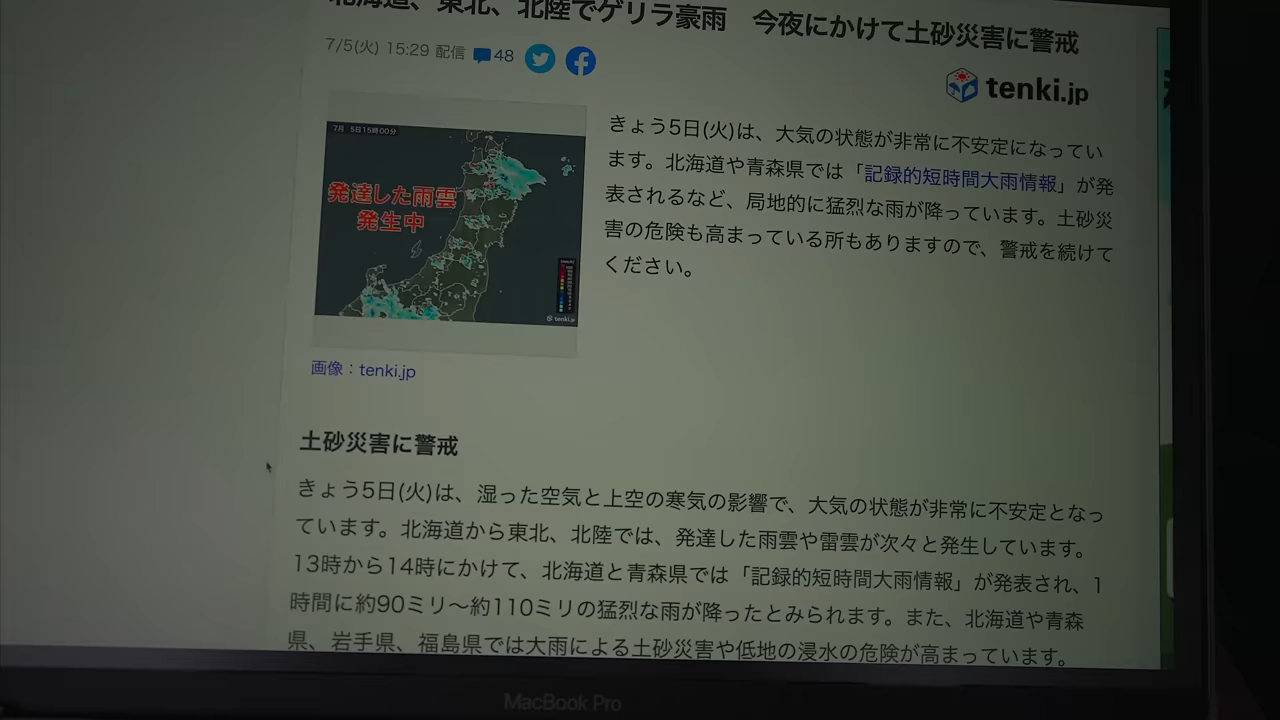 北海道、東北、北陸でゲリラ豪雨　今夜にかけて土砂災害に警戒
7/5(火) 15:29 配信 48
tenki.jp
7月 5日15時00分
発達した雨雲
発生中
tenki.jp
画像：tenki.jp
きょう5日(火)は、大気の状態が非常に不安定になってい
ます。北海道や青森県では「記録的短時間大雨情報」が発
表されるなど、局地的に猛烈な雨が降っています。土砂災
害の危険も高まっている所もありますので、警戒を続けて
ください。
土砂災害に警戒
きょう5日(火)は、湿った空気と上空の寒気の影響で、大気の状態が非常に不安定となっ
ています。北海道から東北、北陸では、発達した雨雲や雷雲が次々と発生しています。
13時から14時にかけて、北海道と青森県では「記録的短時間大雨情報」が発表され、1
時間に約90ミリ～約110ミリの猛烈な雨が降ったとみられます。また、北海道や青森
県、岩手県、福島県では大雨による土砂災害や低地の浸水の危険が高まっています。
MacBook Pro